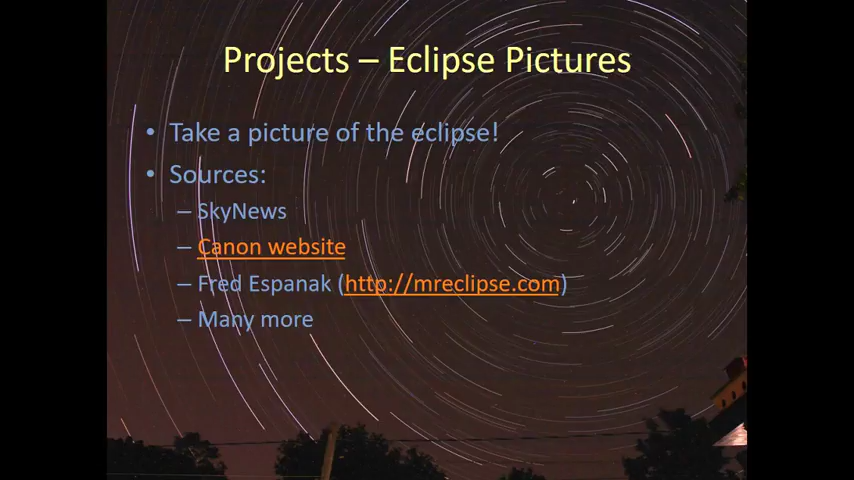 Projects – Eclipse Pictures
• Take a picture of the eclipse!
• Sources:
– SkyNews
– Canon website
– Fred Espanak (http://mreclipse.com)
– Many more